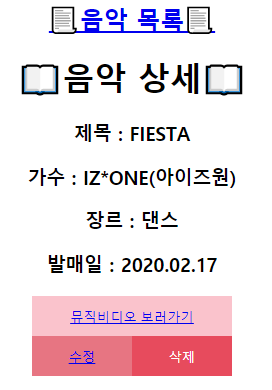 📃음악 목록📃
📖음악 상세📖
제목 : FIESTA
가수 : IZ*ONE(아이즈원)
장르 : 댄스
발매일 : 2020.02.17
뮤직비디오 보러가기
수정 삭제